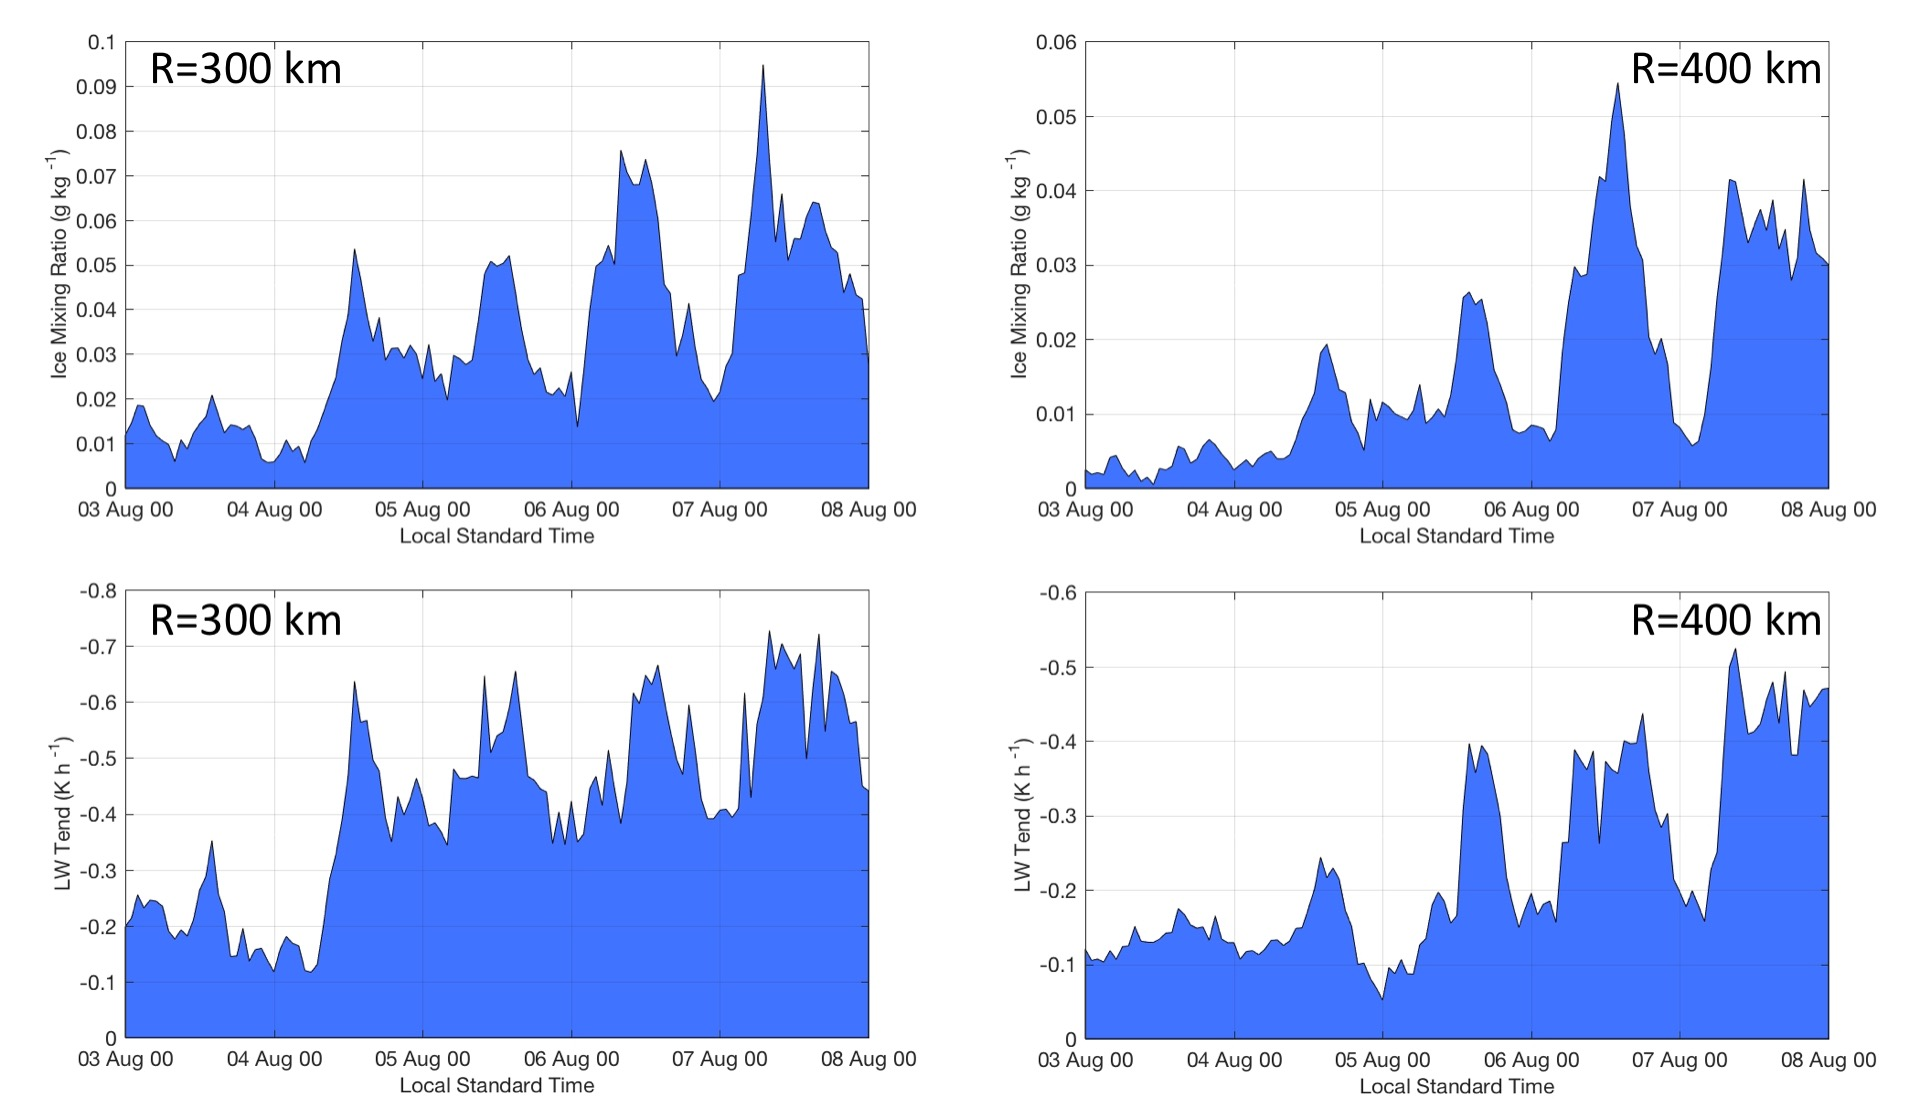 R=300 km
Ice Mixing Ratio (g kg -1)
0.1
0.09
0.08
0.07
0.06
0.05
0.04
0.03
0.02
0.01
0
03 Aug 00 04 Aug 00 05 Aug 00 06 Aug 00 07 Aug 00 08 Aug 00
Local Standard Time
R=400 km
Ice Mixing Ratio (g kg -1)
0.06
0.05
0.04
0.03
0.02
0.01
0
03 Aug 00 04 Aug 00 05 Aug 00 06 Aug 00 07 Aug 00 08 Aug 00
Local Standard Time
R=300 km
LW Tend (K h -1)
-0.8
-0.7
-0.6
-0.5
-0.4
-0.3
-0.2
-0.1
0
03 Aug 00 04 Aug 00 05 Aug 00 06 Aug 00 07 Aug 00 08 Aug 00
Local Standard Time
R=400 km
LW Tend (K h -1)
-0.6
-0.5
-0.4
-0.3
-0.2
-0.1
0
03 Aug 00 04 Aug 00 05 Aug 00 06 Aug 00 07 Aug 00 08 Aug 00
Local Standard Time